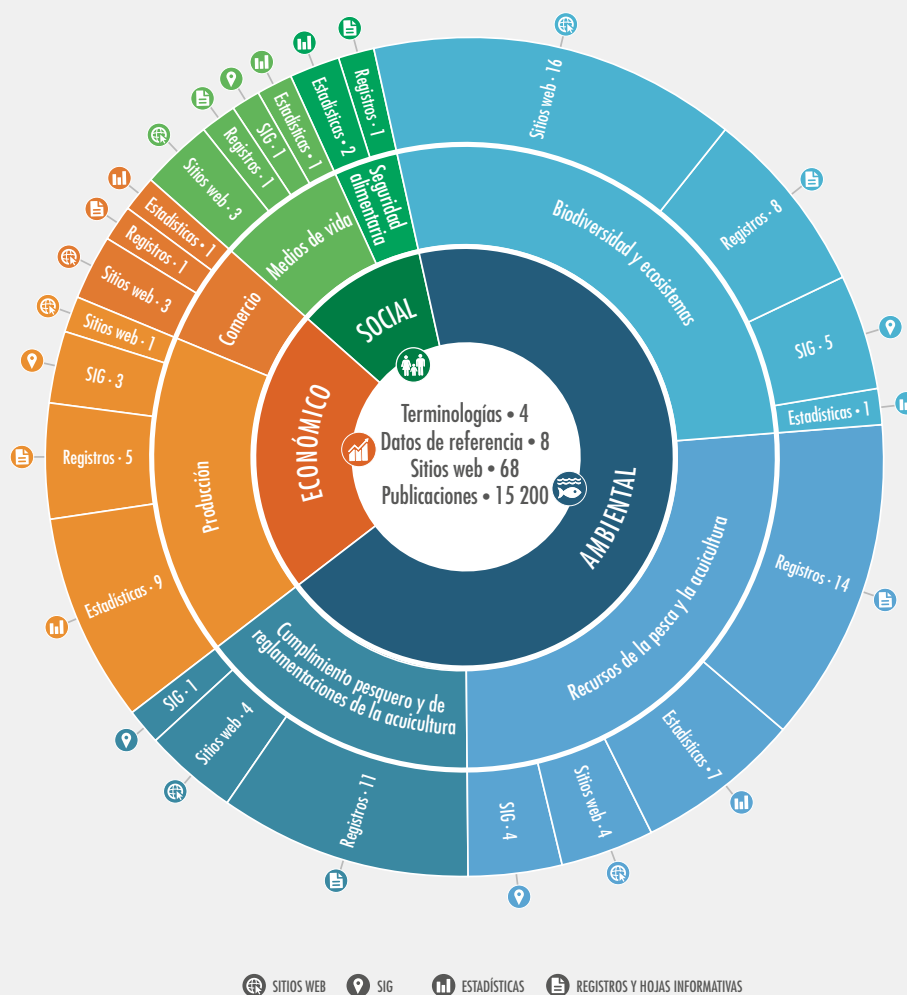 Terminologías • 4
Datos de referencia • 8
Sitios web • 68
Publicaciones • 15 200
AMBIENTAL
Biodiversidad y ecosistemas
Sitios web · 16
Registros · 8
SIG · 5
Estadísticas • 1
Recursos de la pesca y la acuicultura
Registros · 14
Estadísticas • 7
Sitios web · 4
SIG · 4
Cumplimiento pesquero y de
reglamentaciones de la acuicultura
Registros · 11
Sitios web · 4
SIG · 1
ECONÓMICO
Producción
Estadísticas · 9
Registros · 5
SIG · 3
Sitios web · 1
Comercio
Sitios web · 3
Registros · 1
Estadísticas • 1
SOCIAL
Medios de vida
Sitios web · 3
Registros · 1
SIG · 1
Estadísticas • 1
Seguridad
alimentaria
Estadísticas • 2
Registros · 1
SITIOS WEB
SIG
ESTADÍSTICAS
REGISTROS Y HOJAS INFORMATIVAS